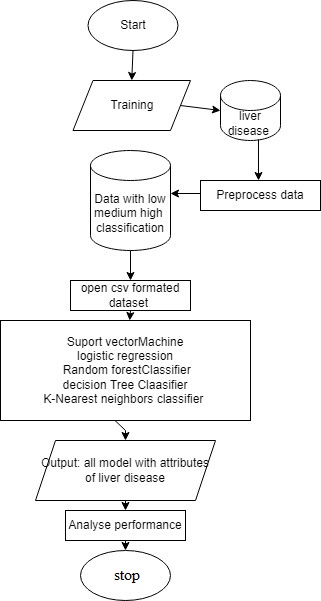 Start
Training
liver
disease
Preprocess data
Data with low
medium high
classification
open csv formated
dataset
Suport vectorMachine
logistic regression
Random forestClassifier
decision Tree Claasifier
K-Nearest neighbors classifier
Output: all model with attributes
of liver disease
Analyse performance
stop